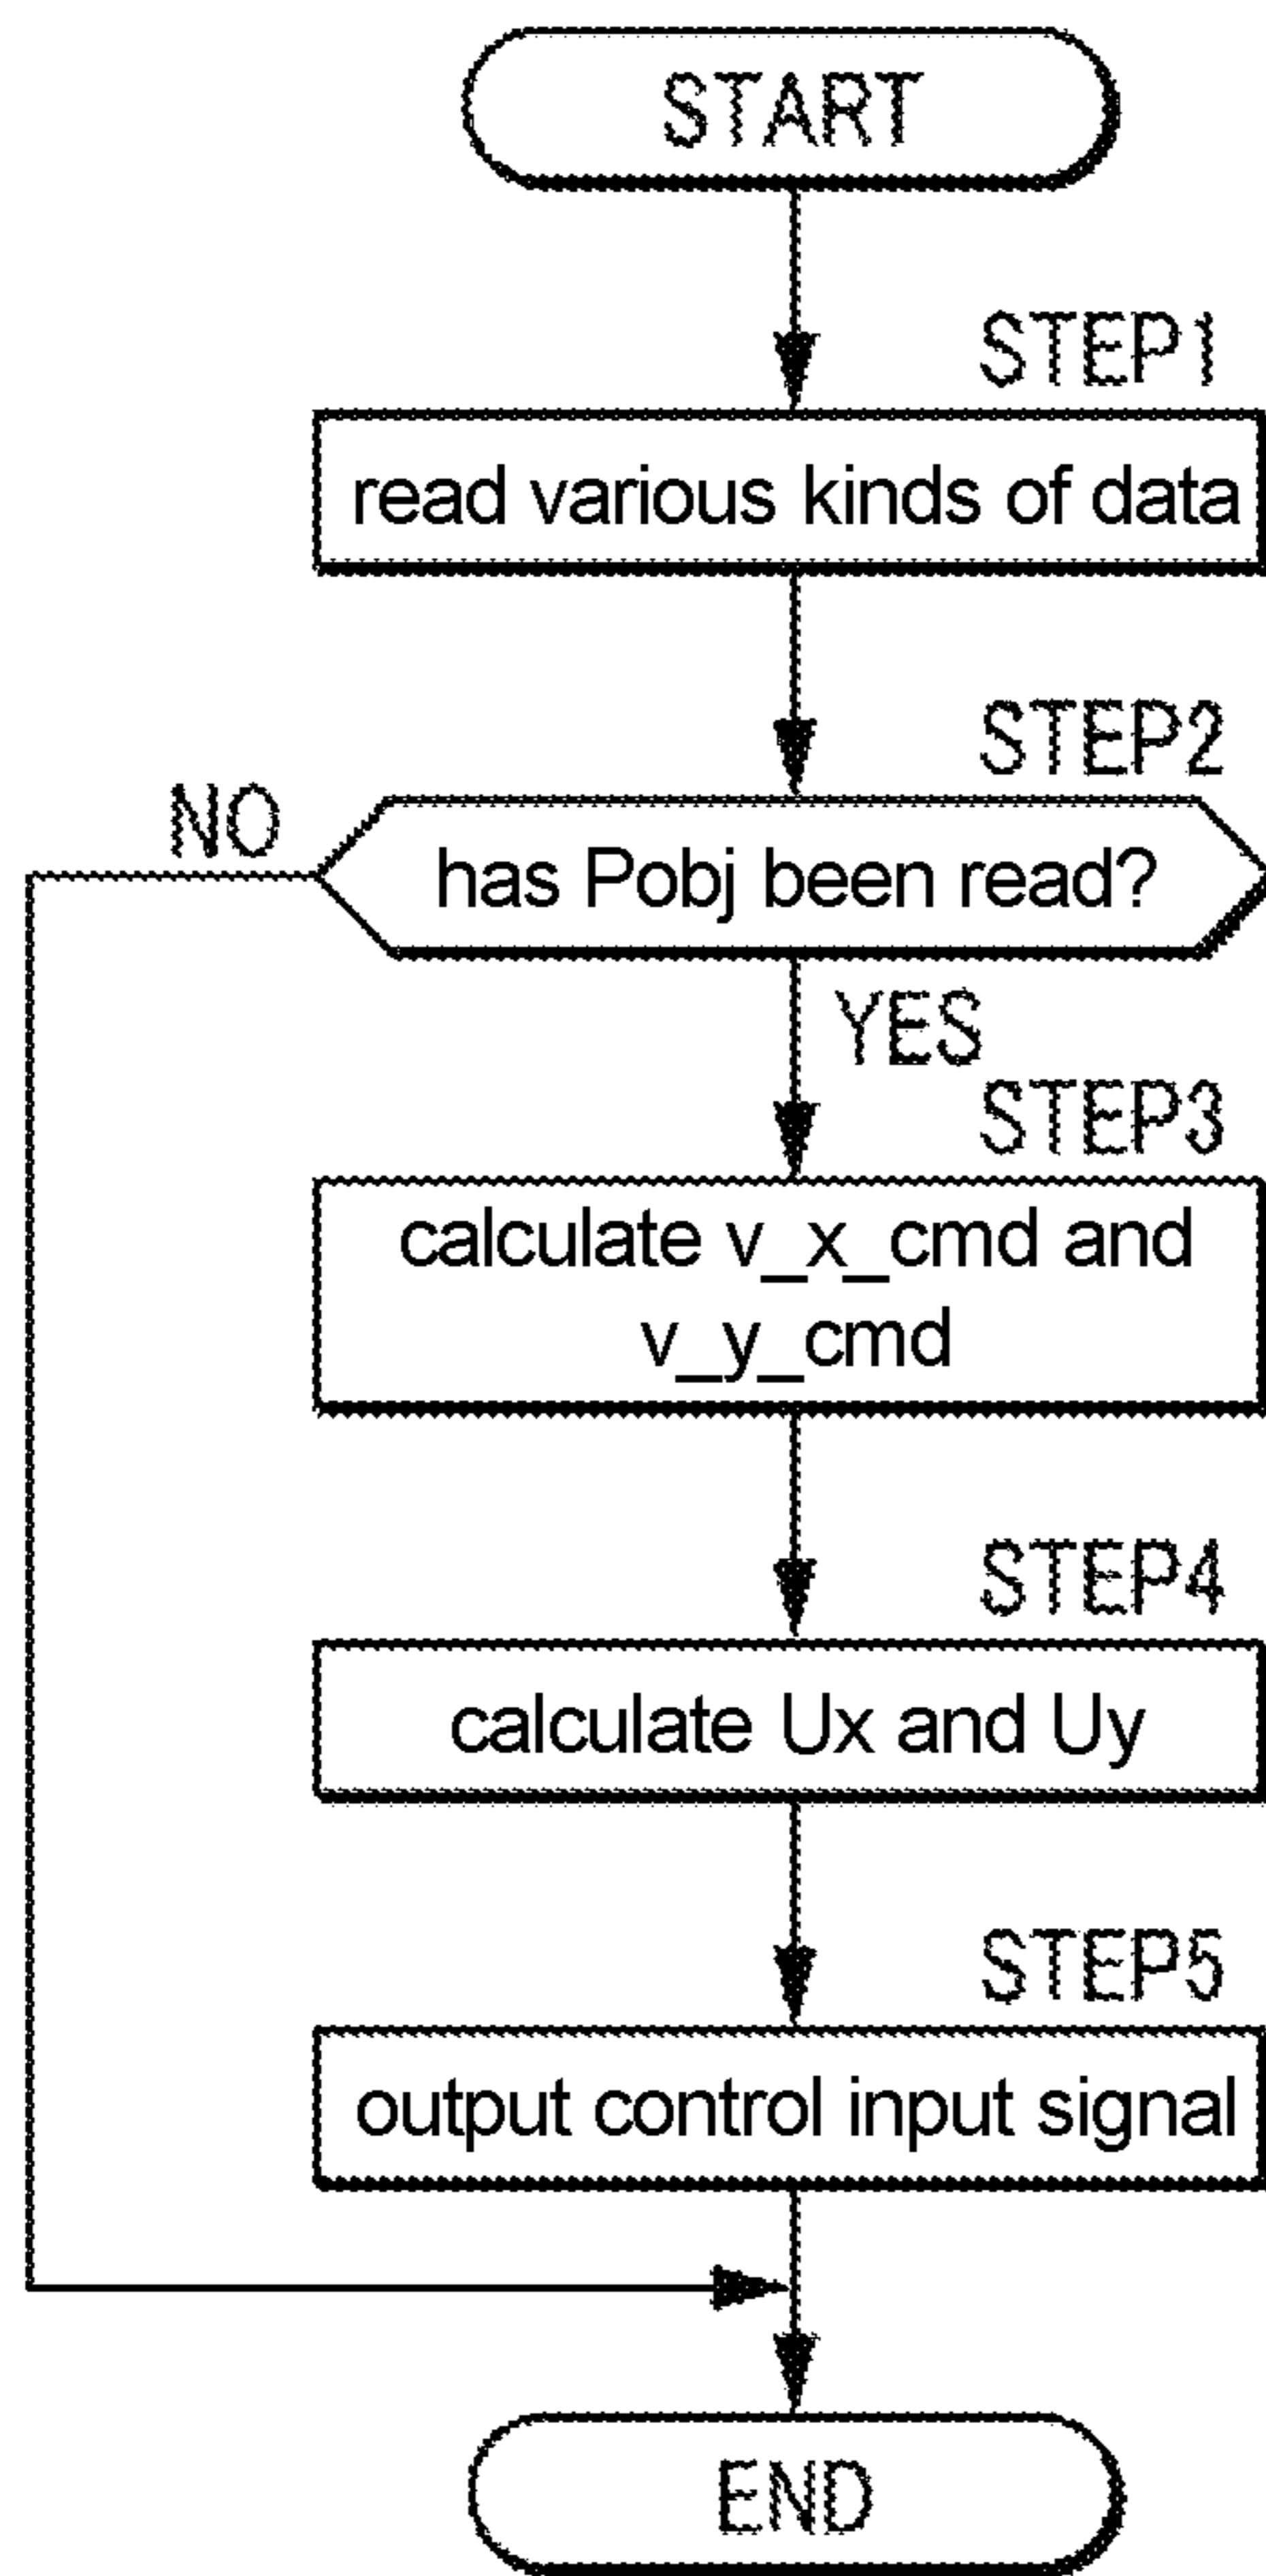 START
STEP1
read various kinds of data
STEP2
NO
has Pobj been read?
YES
STEP3
calculate v_x_cmd and
v_y_cmd
STEP4
calculate Ux and Uy
STEP5
output control input signal
END